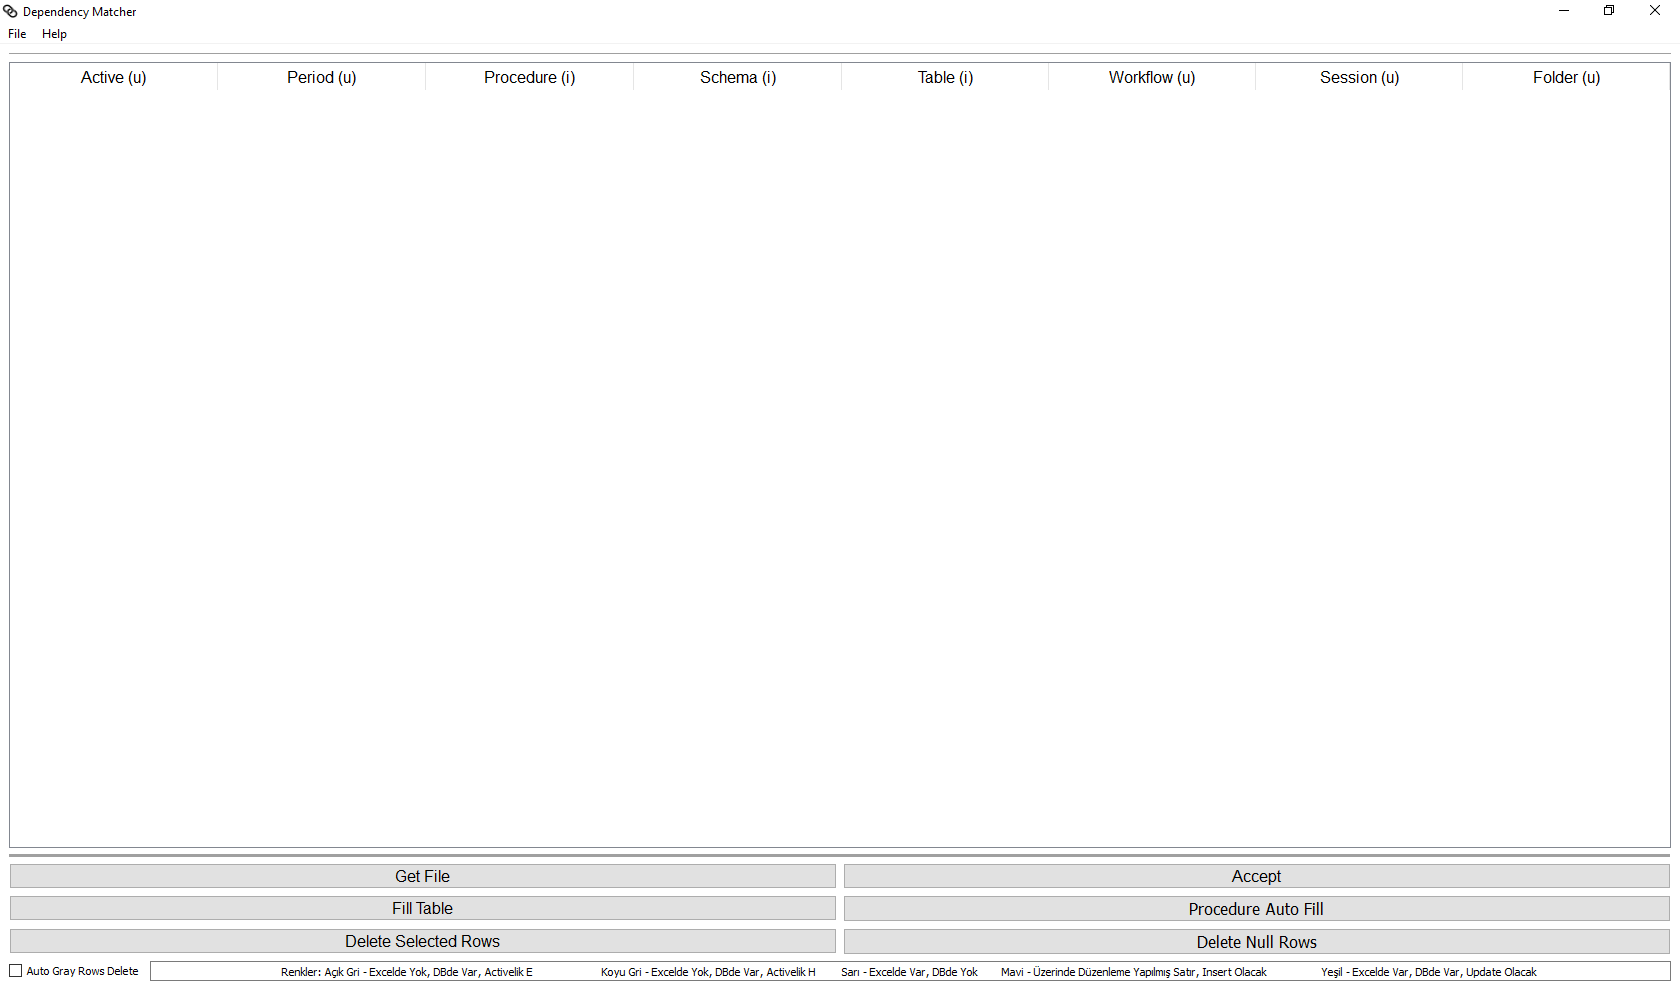 Dependency Matcher
File Help
Active (u) Period (u) Procedure (i) Schema (i) Table (i) Workflow (u) Session (u) Folder (u)
Get File Accept
Fill Table Procedure Auto Fill
Delete Selected Rows Delete Null Rows
Auto Gray Rows Delete Renkler: Açık Gri - Excelde Yok, DBde Var, Activelik E Koyu Gri - Excelde Yok, DBde Var, Activelik H Sarı - Excelde Var, DBde Yok Mavi - Üzerinde Düzenleme Yapılmış Satır, Insert Olacak Yeşil - Excelde Var, DBde Var, Update Olacak